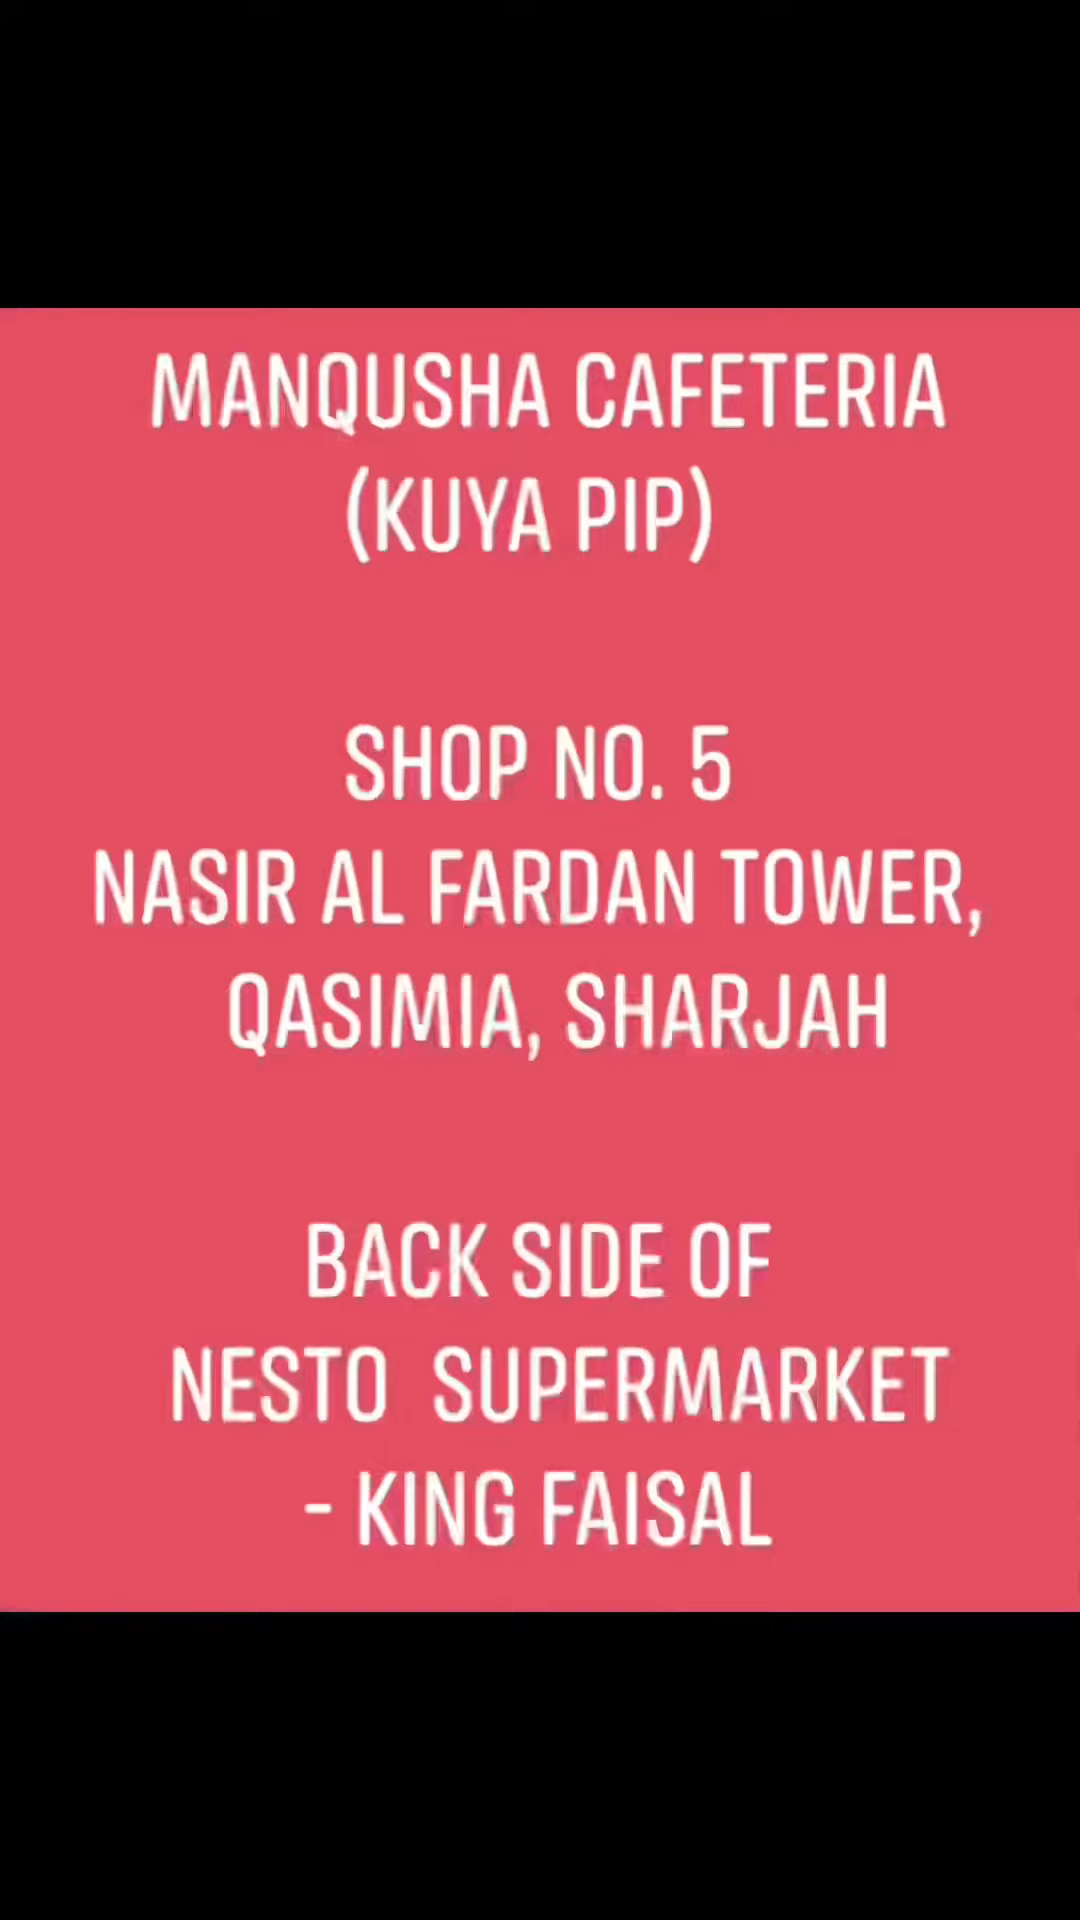 MANQUSHA CAFETERIA
(KUYA PIP)
SHOP NO. 5
NASIR AL FARDAN TOWER,
QASIMIA, SHARJAH
BACK SIDE OF
NESTO SUPERMARKET
- KING FAISAL